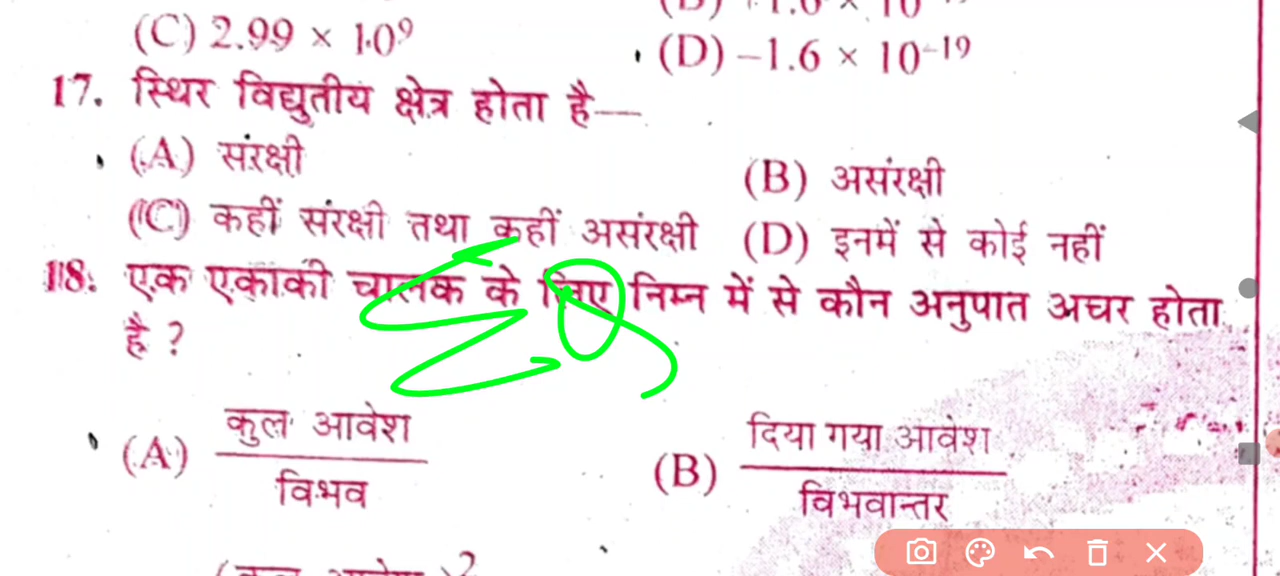 (C) 2.99 × 10⁹
(D) –1.6 × 10⁻¹⁹
17. स्थिर विद्युतीय क्षेत्र होता है—
(A) संरक्षी
(B) असंरक्षी
(C) कहीं संरक्षी तथा कहीं असंरक्षी (D) इनमें से कोई नहीं
18. एक एकाकी चालक के लिए निम्न में से कौन अनुपात अचर होता
है ?
(A) कुल आवेश
विभव
(B) दिया गया आवेश
विभवान्तर